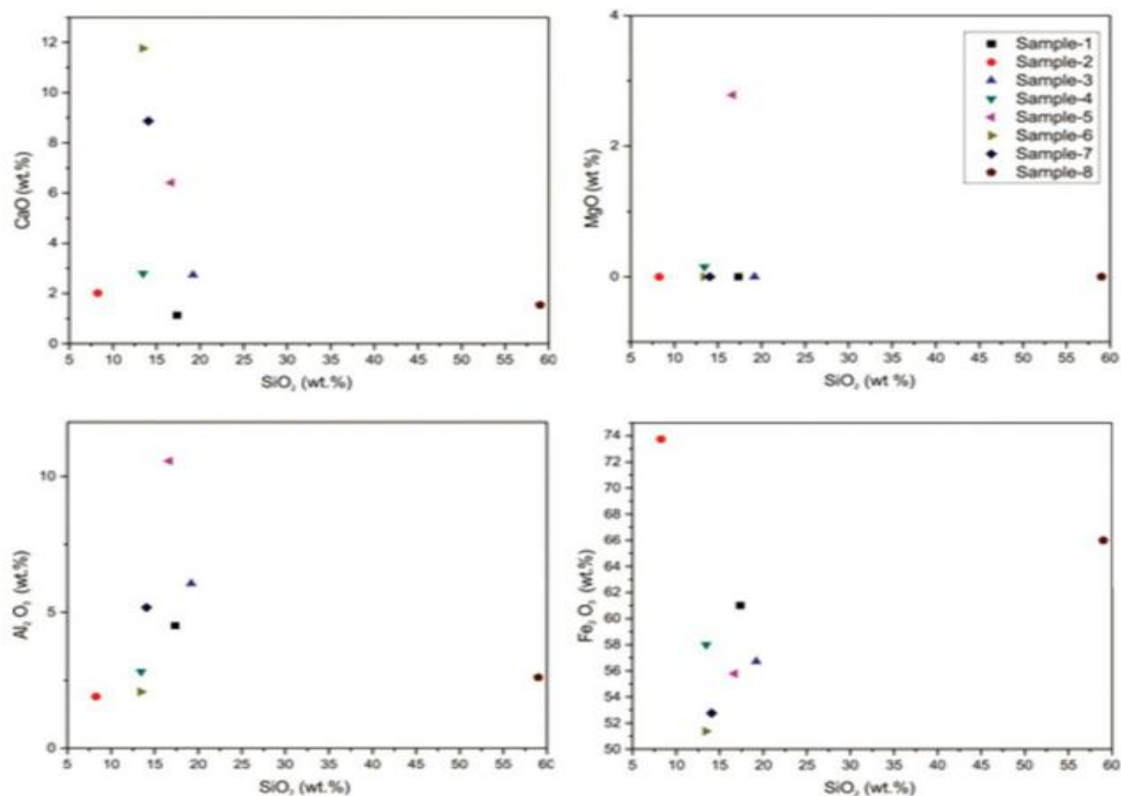 CaO (wt.%)
12
10
8
6
4
2
0
5 10 15 20 25 30 35 40 45 50 55 60
SiO₂ (wt.%)
MgO (wt %)
4
2
0
5 10 15 20 25 30 35 40 45 50 55 60
SiO₂ (wt %)
Sample-1
Sample-2
Sample-3
Sample-4
Sample-5
Sample-6
Sample-7
Sample-8
Al₂ O₃ (wt.%)
10
5
0
5 10 15 20 25 30 35 40 45 50 55 60
SiO₂ (wt.%)
Fe₂ O₃ (wt.%)
74
72
70
68
66
64
62
60
58
56
54
52
50
5 10 15 20 25 30 35 40 45 50 55 60
SiO₂ (wt.%)